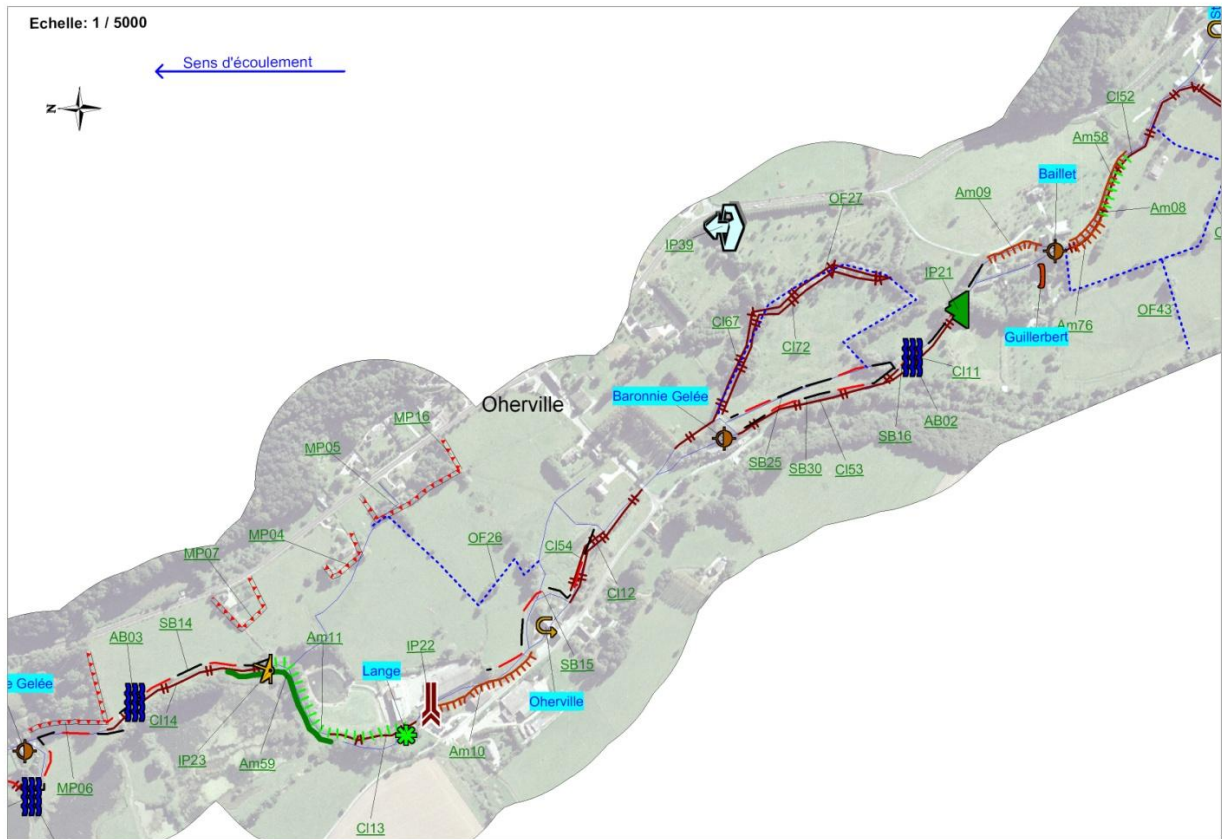 Echelle: 1 / 5000
Sens d'écoulement
N
Cl52
Am58
Baillet
Am09
Am08
OF27
IP39
IP21
OF43
Am76
Guillerbert
Cl67
Cl72
Cl11
Baronnie Gelée
AB02
Oherville
SB16
MP16
SB25
SB30
Cl53
MP05
MP04
OF26
Cl54
MP07
Cl12
AB03
SB14
Am11
IP22
SB15
Lange
e Gelée
Oherville
Cl14
IP23
Am59
Am10
MP06
Cl13